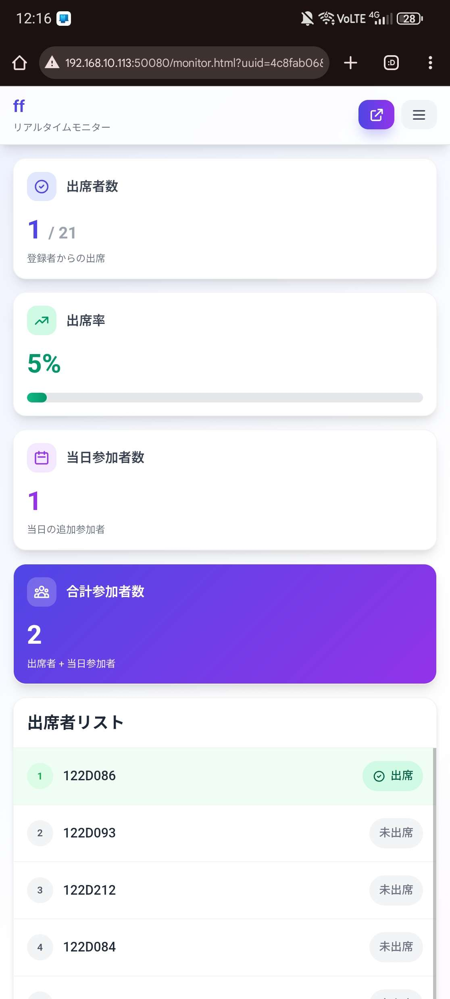 12:16
6 VoLTE 4G 28
192.168.10.113:50080/monitor.html?uuid=4c8fab068
:D
ff
リアルタイムモニター
出席者数
1 / 21
登録者からの出席
出席率
5%
当日参加者数
1
当日の追加参加者
合計参加者数
2
出席者 + 当日参加者
出席者リスト
1 122D086 出席
2 122D093 未出席
3 122D212 未出席
4 122D084 未出席